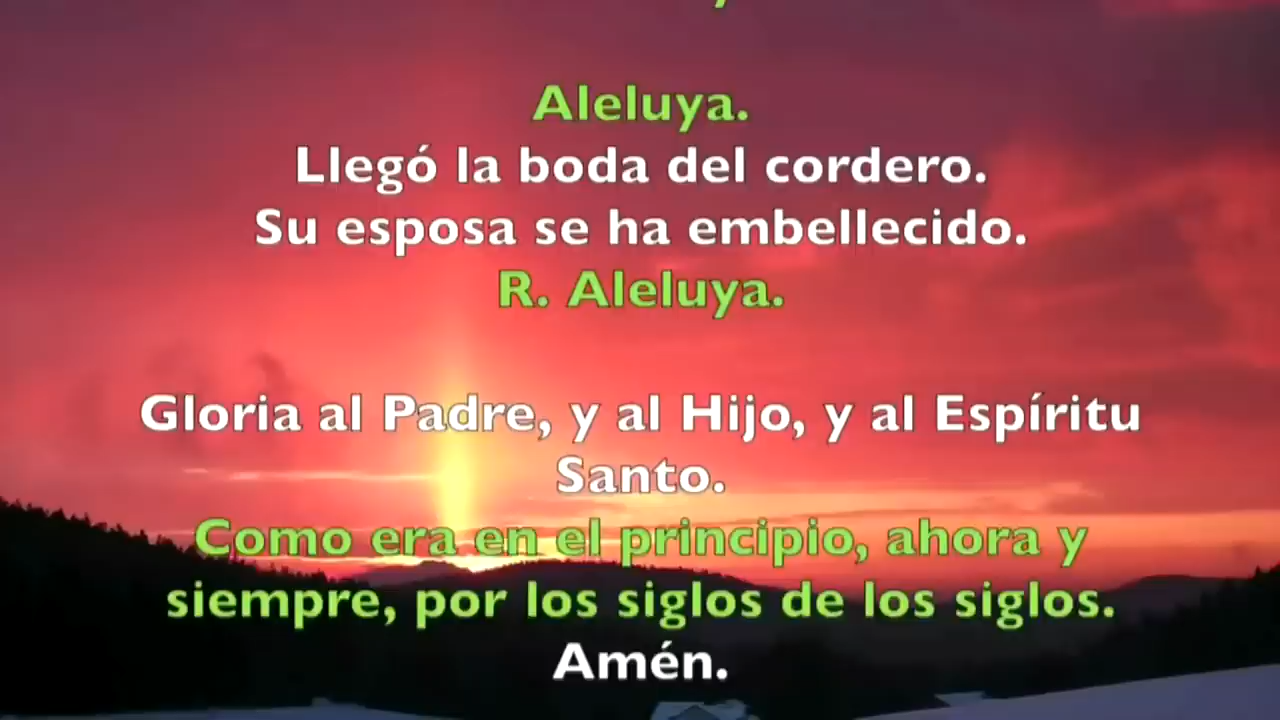 Aleluya.
Llegó la boda del cordero.
Su esposa se ha embellecido.
R. Aleluya.
Gloria al Padre, y al Hijo, y al Espíritu
Santo.
Como era en el principio, ahora y
siempre, por los siglos de los siglos.
Amén.